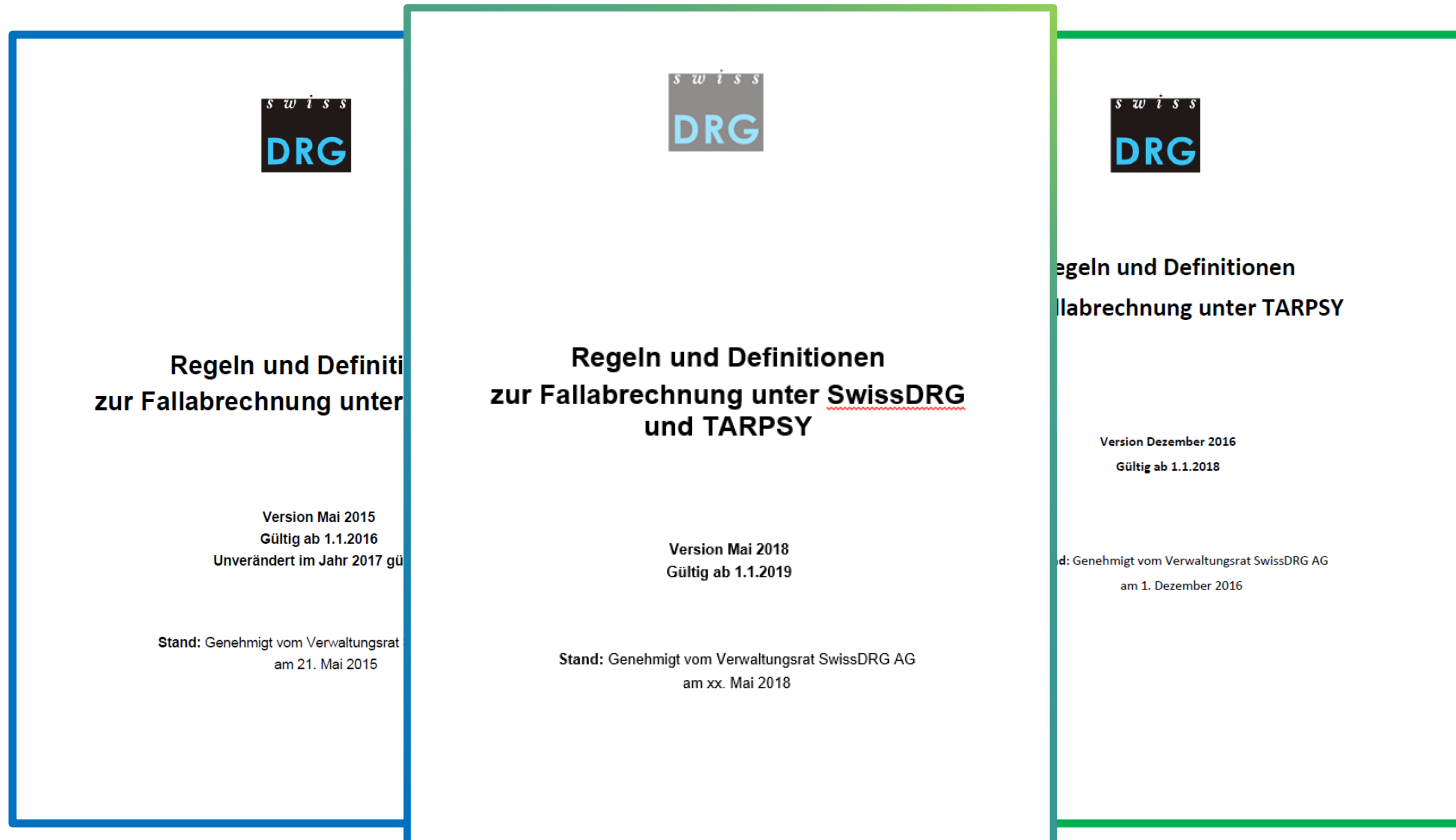 swiss
DRG
Regeln und Definiti
zur Fallabrechnung unter
Version Mai 2015
Gültig ab 1.1.2016
Unverändert im Jahr 2017 gü
Stand: Genehmigt vom Verwaltungsrat
am 21. Mai 2015
swiss
DRG
Regeln und Definitionen
zur Fallabrechnung unter SwissDRG
und TARPSY
Version Mai 2018
Gültig ab 1.1.2019
Stand: Genehmigt vom Verwaltungsrat SwissDRG AG
am xx. Mai 2018
swiss
DRG
egeln und Definitionen
llabrechnung unter TARPSY
Version Dezember 2016
Gültig ab 1.1.2018
d: Genehmigt vom Verwaltungsrat SwissDRG AG
am 1. Dezember 2016